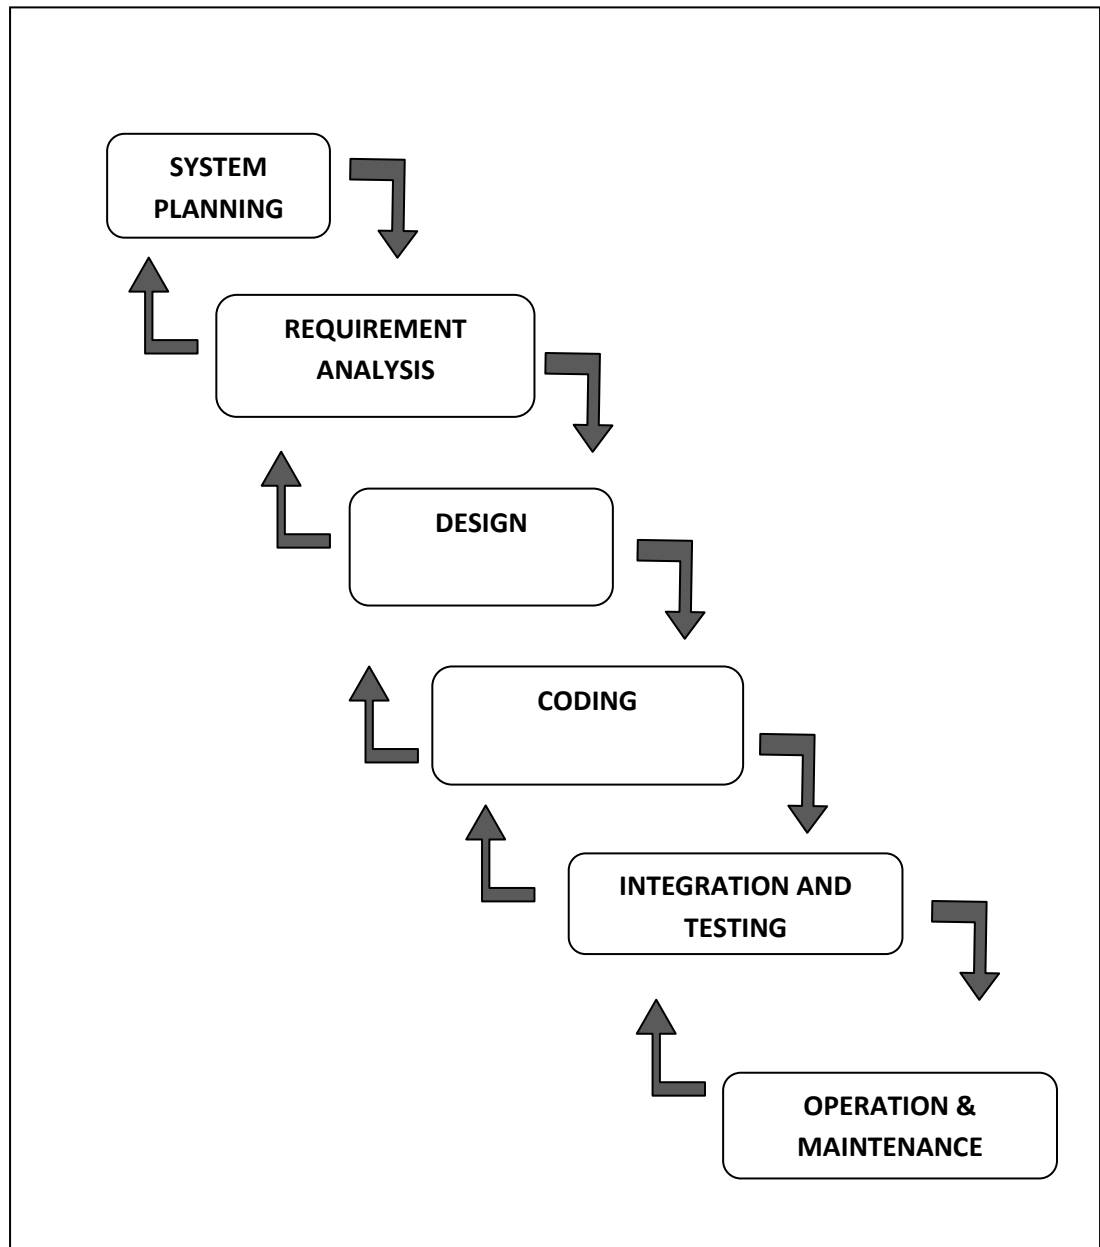 SYSTEM
PLANNING
REQUIREMENT
ANALYSIS
DESIGN
CODING
INTEGRATION AND
TESTING
OPERATION &
MAINTENANCE